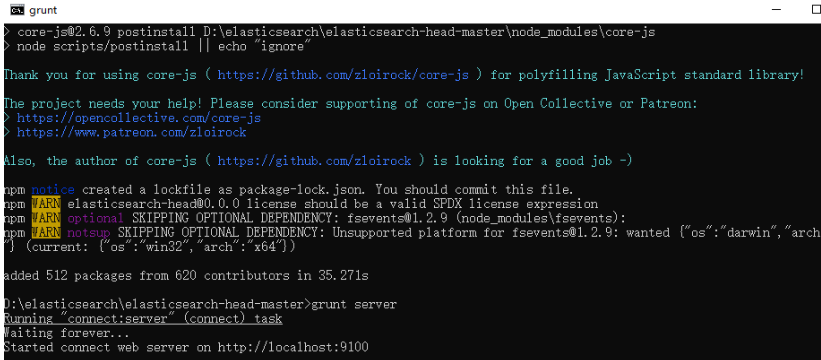 grunt
> core-js@2.6.9 postinstall D:\elasticsearch\elasticsearch-head-master\node_modules\core-js
> node scripts/postinstall || echo "ignore"
Thank you for using core-js ( https://github.com/zloirock/core-js ) for polyfilling JavaScript standard library!
The project needs your help! Please consider supporting of core-js on Open Collective or Patreon:
> https://opencollective.com/core-js
> https://www.patreon.com/zloirock
Also, the author of core-js ( https://github.com/zloirock ) is looking for a good job -)
npm notice created a lockfile as package-lock.json. You should commit this file.
npm WARN elasticsearch-head@0.0.0 license should be a valid SPDX license expression
npm WARN optional SKIPPING OPTIONAL DEPENDENCY: fsevents@1.2.9 (node_modules\fsevents):
npm WARN notsup SKIPPING OPTIONAL DEPENDENCY: Unsupported platform for fsevents@1.2.9: wanted {"os":"darwin","arch
"} (current: {"os":"win32","arch":"x64"})
added 512 packages from 620 contributors in 35.271s
D:\elasticsearch\elasticsearch-head-master>grunt server
Running "connect:server" (connect) task
Waiting forever...
Started connect web server on http://localhost:9100